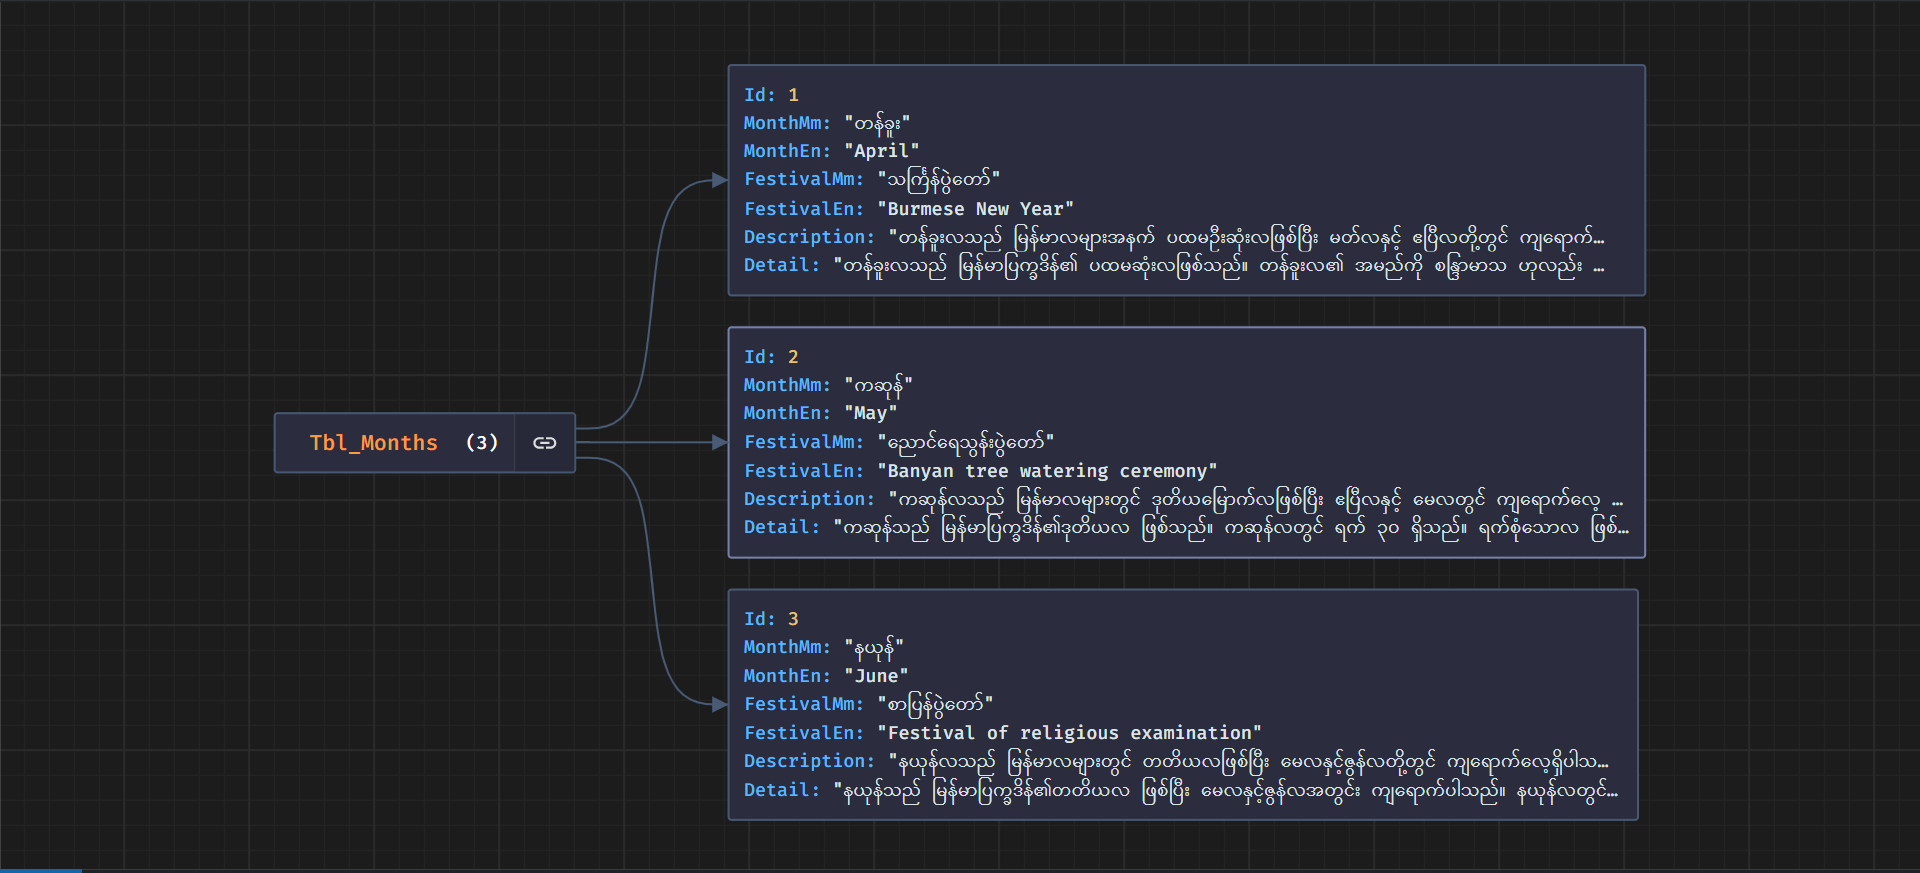 Tbl_Months (3)
Id: 1
MonthMm: "တန်ခူး"
MonthEn: "April"
FestivalMm: "သင်္ကြန်ပွဲတော်"
FestivalEn: "Burmese New Year"
Description: "တန်ခူးလသည် မြန်မာလများအနက် ပထမဦးဆုံးလဖြစ်ပြီး မတ်လနှင့် ဧပြီလတို့တွင် ကျရောက်…
Detail: "တန်ခူးလသည် မြန်မာပြက္ခဒိန်၏ ပထမဆုံးလဖြစ်သည်။ တန်ခူးလ၏ အမည်ကို စန္ဒြာမာသ ဟုလည်း …
Id: 2
MonthMm: "ကဆုန်"
MonthEn: "May"
FestivalMm: "ညောင်ရေသွန်းပွဲတော်"
FestivalEn: "Banyan tree watering ceremony"
Description: "ကဆုန်လသည် မြန်မာလများတွင် ဒုတိယမြောက်လဖြစ်ပြီး ဧပြီလနှင့် မေလတွင် ကျရောက်လေ့ …
Detail: "ကဆုန်သည် မြန်မာပြက္ခဒိန်၏ဒုတိယလ ဖြစ်သည်။ ကဆုန်လတွင် ရက် ၃၀ ရှိသည်။ ရက်စုံသောလ ဖြစ်…
Id: 3
MonthMm: "နယုန်"
MonthEn: "June"
FestivalMm: "စာပြန်ပွဲတော်"
FestivalEn: "Festival of religious examination"
Description: "နယုန်လသည် မြန်မာလများတွင် တတိယလဖြစ်ပြီး မေလနှင့်ဇွန်လတို့တွင် ကျရောက်လေ့ရှိပါသ…
Detail: "နယုန်သည် မြန်မာပြက္ခဒိန်၏တတိယလ ဖြစ်ပြီး မေလနှင့်ဇွန်လအတွင်း ကျရောက်ပါသည်။ နယုန်လတွင်…